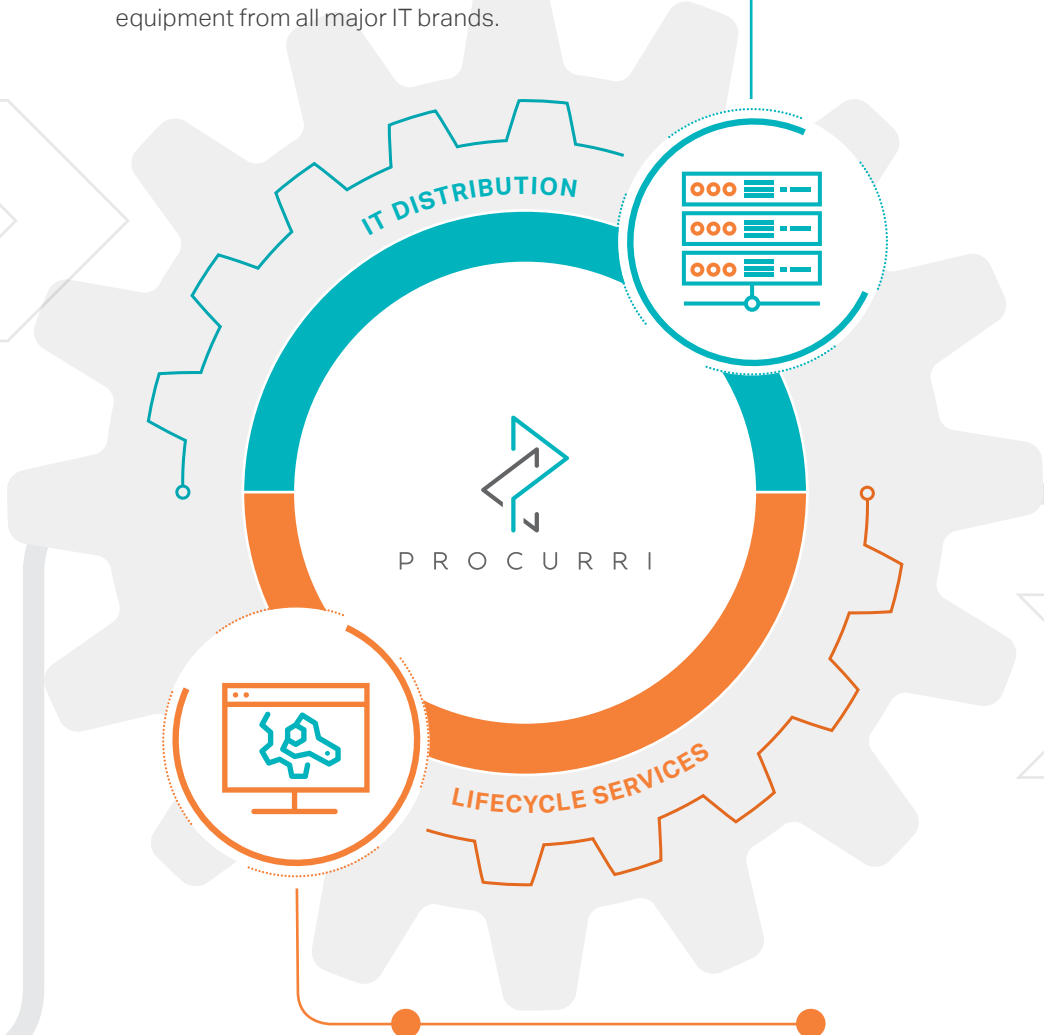 equipment from all major IT brands.
IT DISTRIBUTION
PROCURRI
LIFECYCLE SERVICES